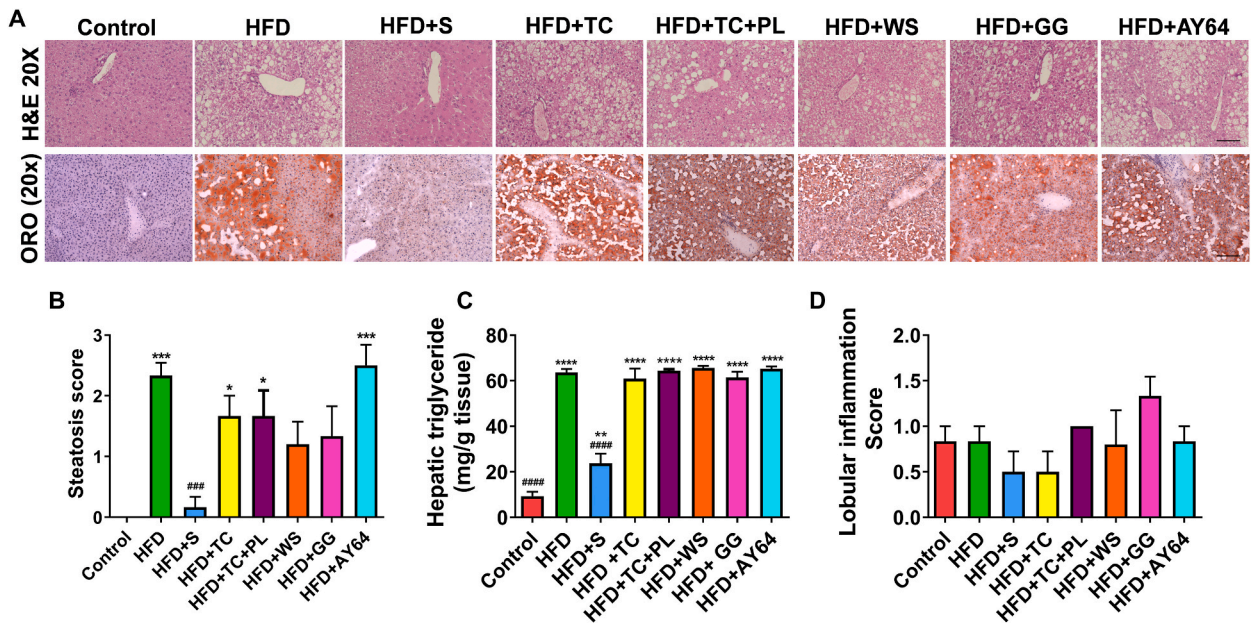 A
Control HFD HFD+S HFD+TC HFD+TC+PL HFD+WS HFD+GG HFD+AY64
H&E 20X
ORO (20x)
B
Steatosis score
3
2
1
0
***
###
*
*
***
Control
HFD
HFD+S
HFD+TC
HFD+TC+PL
HFD+WS
HFD+GG
HFD+AY64
C
Hepatic triglyceride
(mg/g tissue)
80
60
40
20
0
####
****
**
####
****
****
****
****
****
Control
HFD
HFD+S
HFD +TC
HFD+TC+PL
HFD+WS
HFD+ GG
HFD+AY64
D
Lobular inflammation
Score
2.0
1.5
1.0
0.5
0.0
Control
HFD
HFD+S
HFD+TC
HFD+TC+PL
HFD+WS
HFD+GG
HFD+AY64